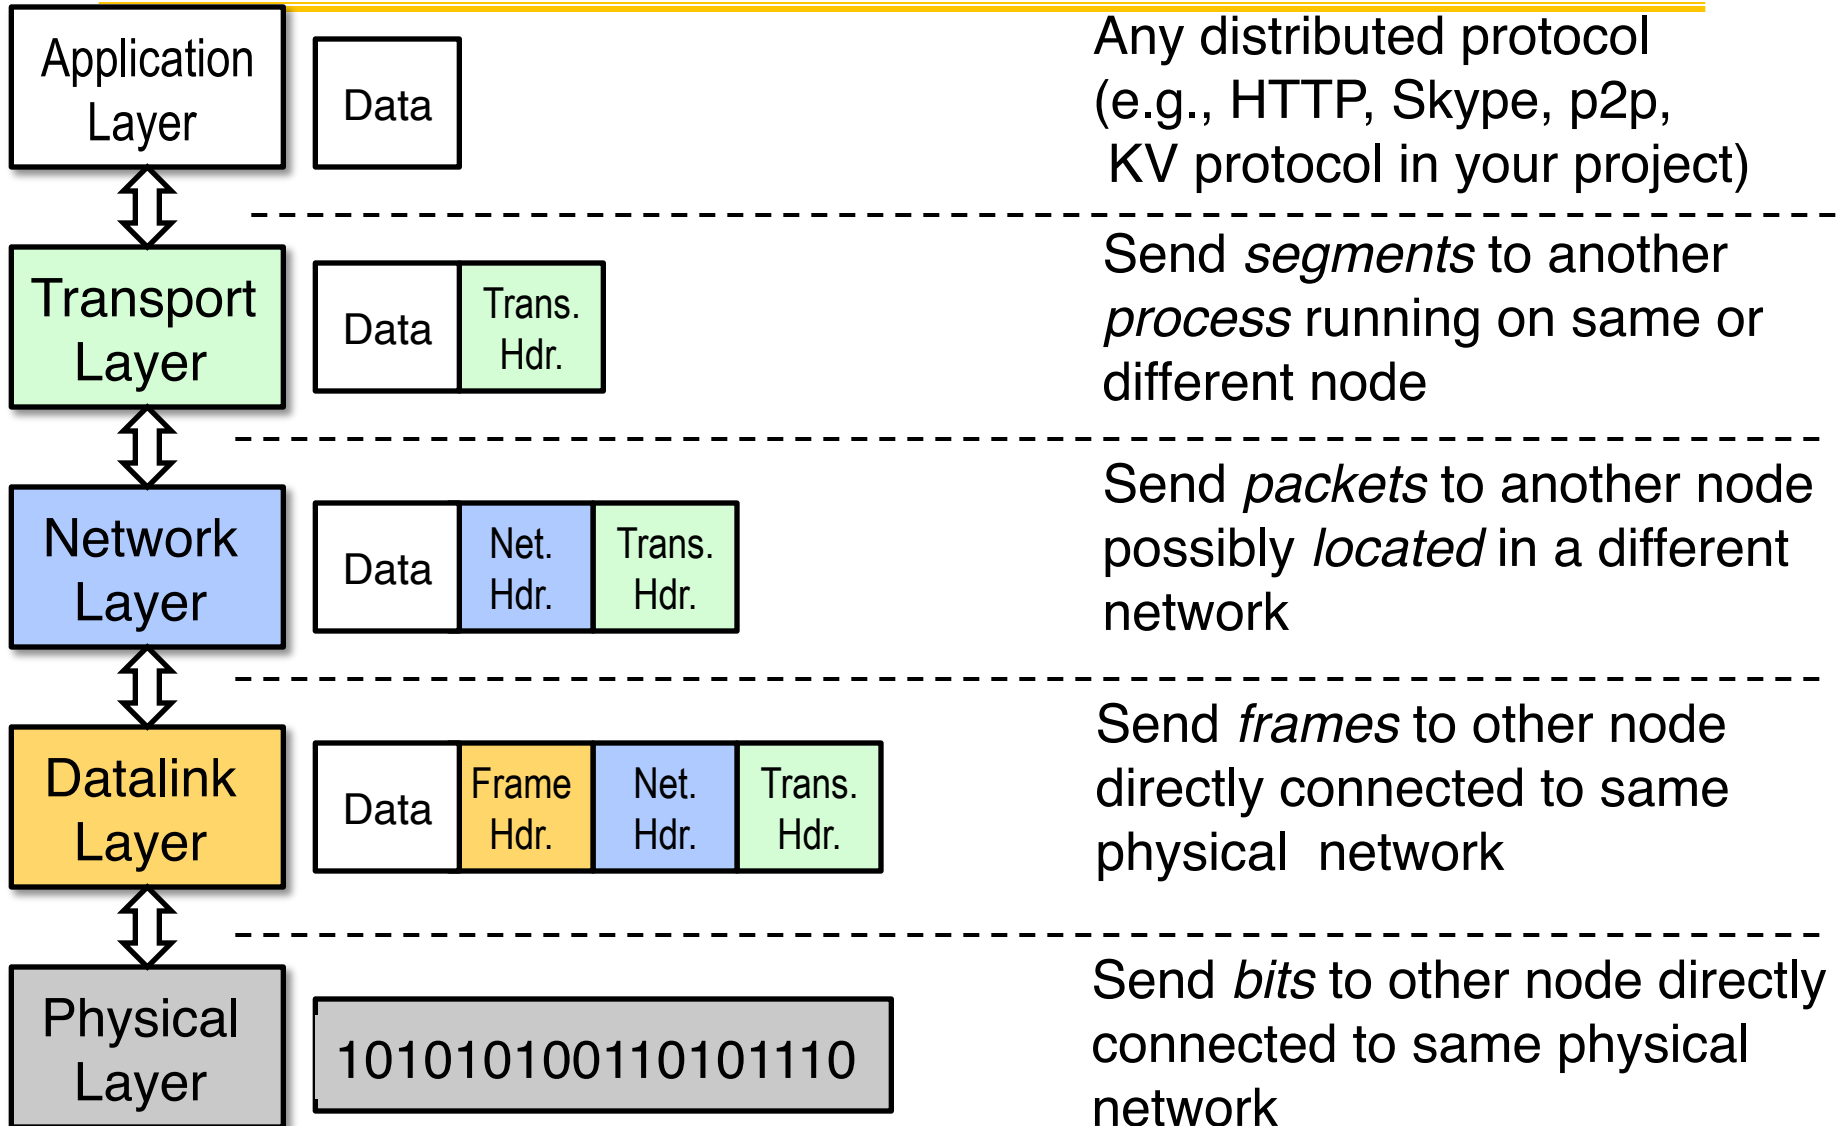 Application
Layer
Data
Any distributed protocol
(e.g., HTTP, Skype, p2p,
KV protocol in your project)
Transport
Layer
Data
Trans.
Hdr.
Send segments to another
process running on same or
different node
Network
Layer
Data
Net.
Hdr.
Trans.
Hdr.
Send packets to another node
possibly located in a different
network
Datalink
Layer
Data
Frame
Hdr.
Net.
Hdr.
Trans.
Hdr.
Send frames to other node
directly connected to same
physical network
Physical
Layer
101010100110101110
Send bits to other node directly
connected to same physical
network